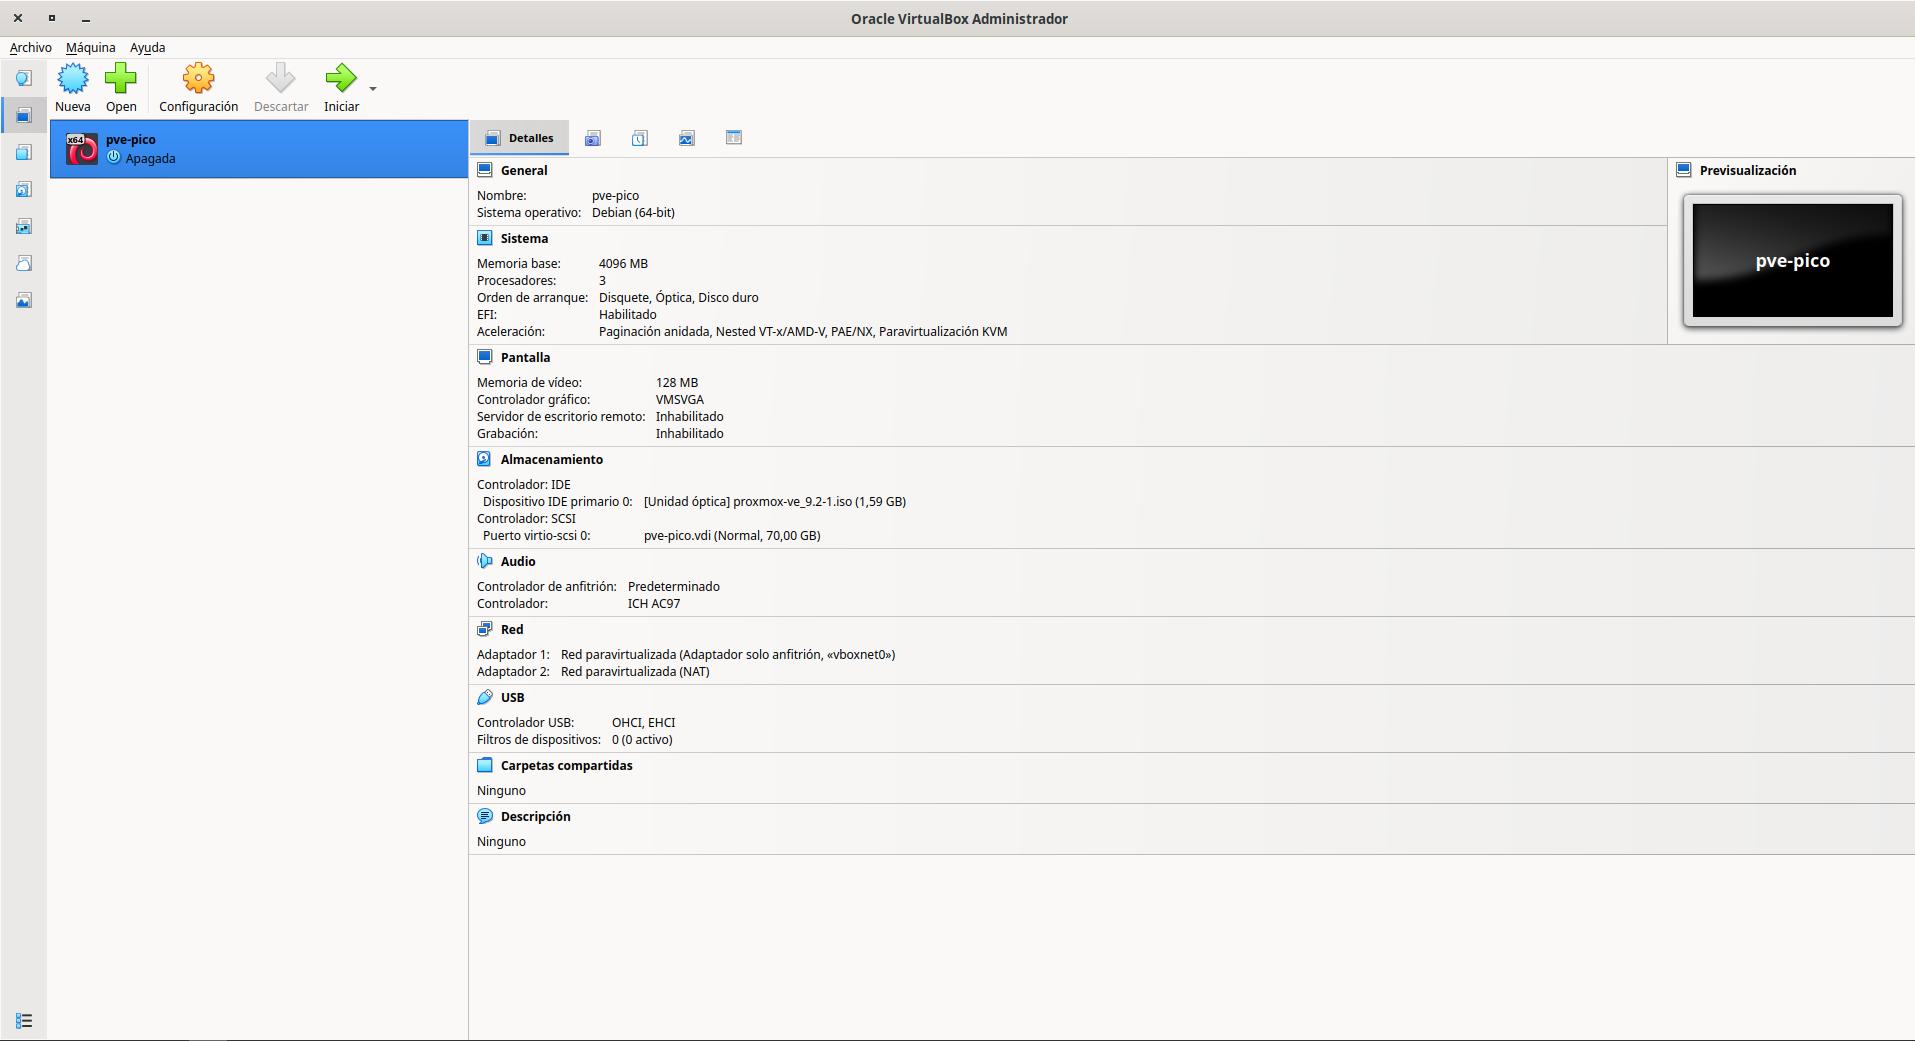 Oracle VirtualBox Administrador
Archivo Máquina Ayuda
Nueva Open Configuración Descartar Iniciar
x64
pve-pico
Apagada
Detalles
General
Nombre: pve-pico
Sistema operativo: Debian (64-bit)
Previsualización
pve-pico
Sistema
Memoria base: 4096 MB
Procesadores: 3
Orden de arranque: Disquete, Óptica, Disco duro
EFI: Habilitado
Aceleración: Paginación anidada, Nested VT-x/AMD-V, PAE/NX, Paravirtualización KVM
Pantalla
Memoria de vídeo: 128 MB
Controlador gráfico: VMSVGA
Servidor de escritorio remoto: Inhabilitado
Grabación: Inhabilitado
Almacenamiento
Controlador: IDE
Dispositivo IDE primario 0: [Unidad óptica] proxmox-ve_9.2-1.iso (1,59 GB)
Controlador: SCSI
Puerto virtio-scsi 0: pve-pico.vdi (Normal, 70,00 GB)
Audio
Controlador de anfitrión: Predeterminado
Controlador: ICH AC97
Red
Adaptador 1: Red paravirtualizada (Adaptador solo anfitrión, «vboxnet0»)
Adaptador 2: Red paravirtualizada (NAT)
USB
Controlador USB: OHCI, EHCI
Filtros de dispositivos: 0 (0 activo)
Carpetas compartidas
Ninguno
Descripción
Ninguno